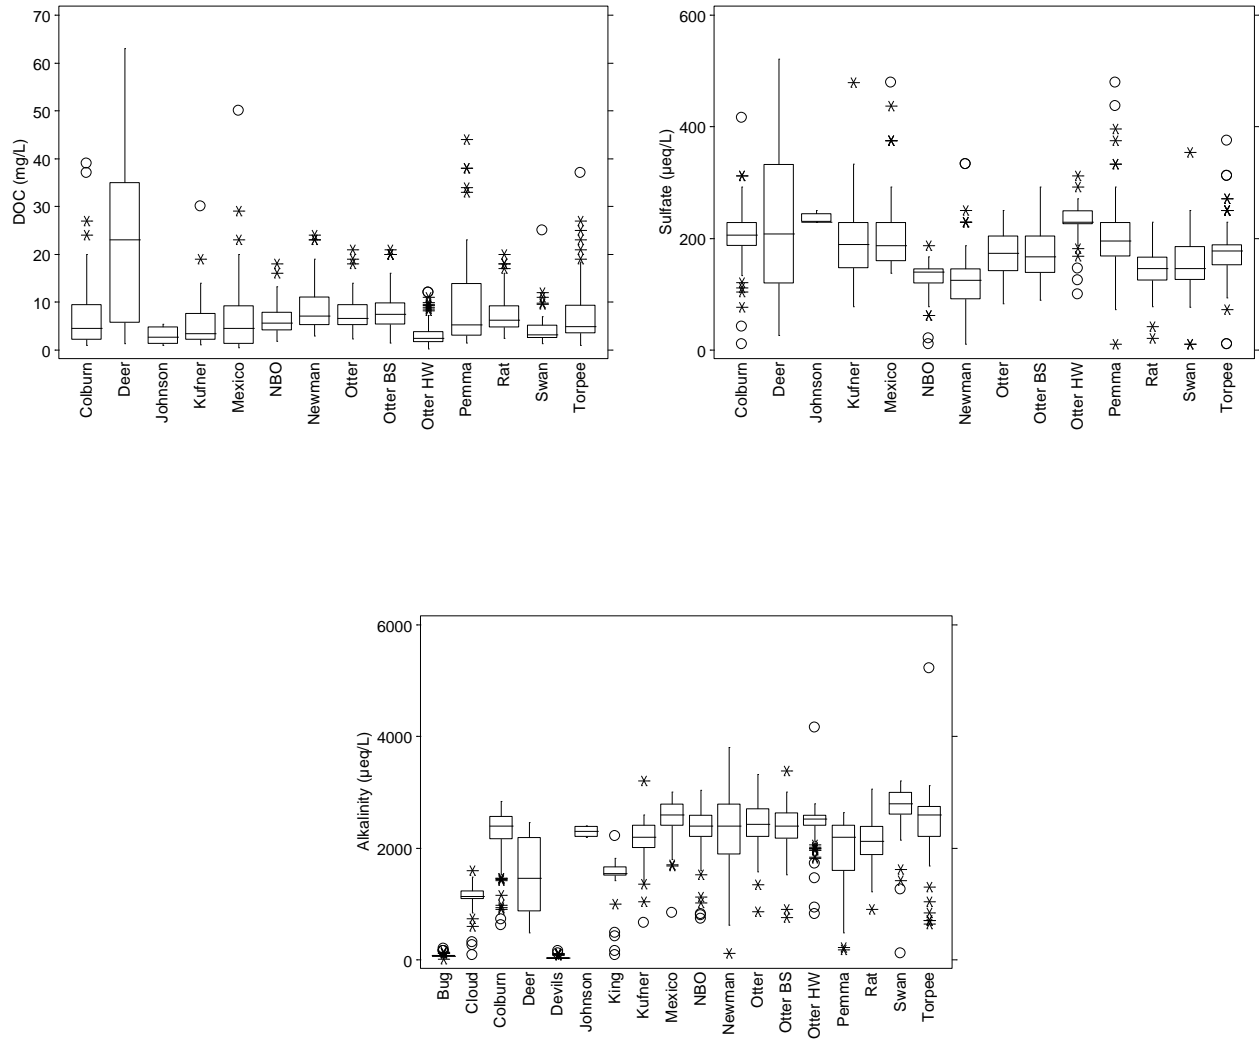 70
60
50
40
30
20
10
0
DOC (mg/L)
Colburn
Deer
Johnson
Kufner
Mexico
NBO
Newman
Otter
Otter BS
Otter HW
Pemma
Rat
Swan
Torpee
600
400
200
0
Sulfate (µeq/L)
Colburn
Deer
Johnson
Kufner
Mexico
NBO
Newman
Otter
Otter BS
Otter HW
Pemma
Rat
Swan
Torpee
6000
4000
2000
0
Alkalinity (µeq/L)
Bug
Cloud
Colburn
Deer
Devils
Johnson
King
Kufner
Mexico
NBO
Newman
Otter
Otter BS
Otter HW
Pemma
Rat
Swan
Torpee